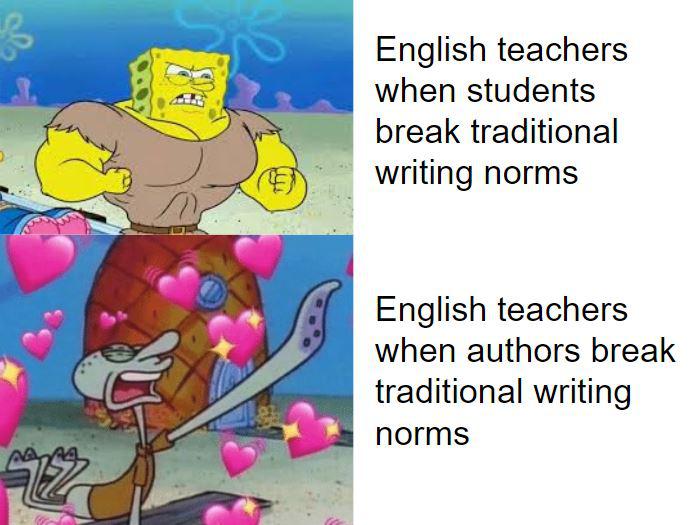 English teachers
when students
break traditional
writing norms
English teachers
when authors break
traditional writing
norms